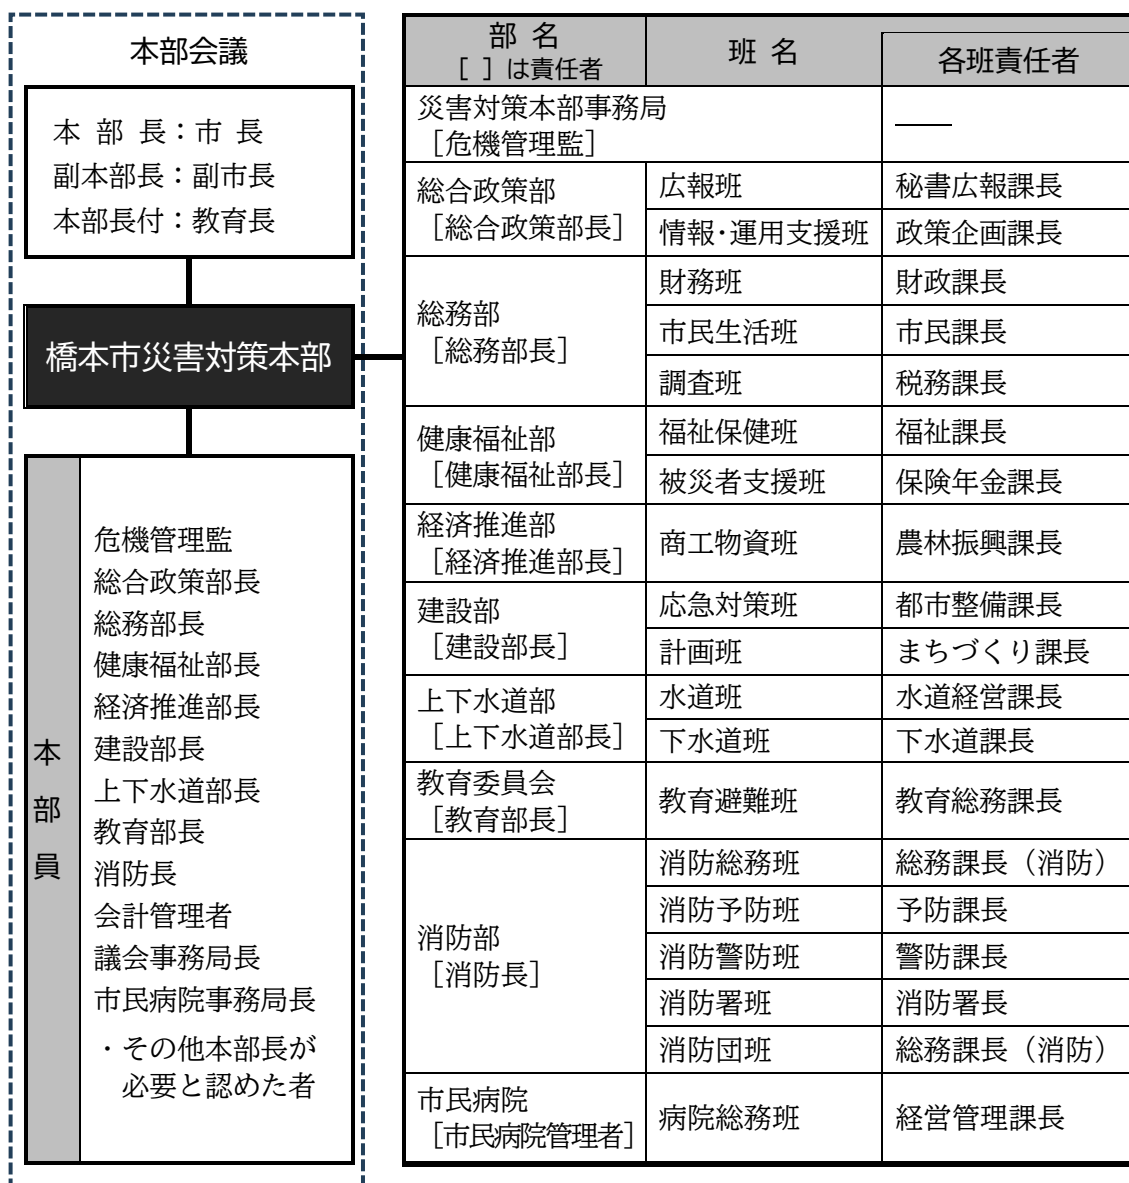 本部会議
本 部 長：市 長
副本部長：副市長
本部長付：教育長
橋本市災害対策本部
本部員
危機管理監
総合政策部長
総務部長
健康福祉部長
経済推進部長
建設部長
上下水道部長
教育部長
消防長
会計管理者
議会事務局長
市民病院事務局長
・その他本部長が
必要と認めた者
部 名 班 名 各班責任者
［ ］は責任者
災害対策本部事務局 ――
［危機管理監］
総合政策部 広報班 秘書広報課長
［総合政策部長］ 情報・運用支援班 政策企画課長
財務班 財政課長
総務部 市民生活班 市民課長
［総務部長］
調査班 税務課長
健康福祉部 福祉保健班 福祉課長
［健康福祉部長］ 被災者支援班 保険年金課長
経済推進部 商工物資班 農林振興課長
［経済推進部長］
建設部 応急対策班 都市整備課長
［建設部長］ 計画班 まちづくり課長
上下水道部 水道班 水道経営課長
［上下水道部長］ 下水道班 下水道課長
教育委員会 教育避難班 教育総務課長
［教育部長］
消防総務班 総務課長（消防）
消防予防班 予防課長
消防部 消防警防班 警防課長
［消防長］
消防署班 消防署長
消防団班 総務課長（消防）
市民病院 病院総務班 経営管理課長
［市民病院管理者］